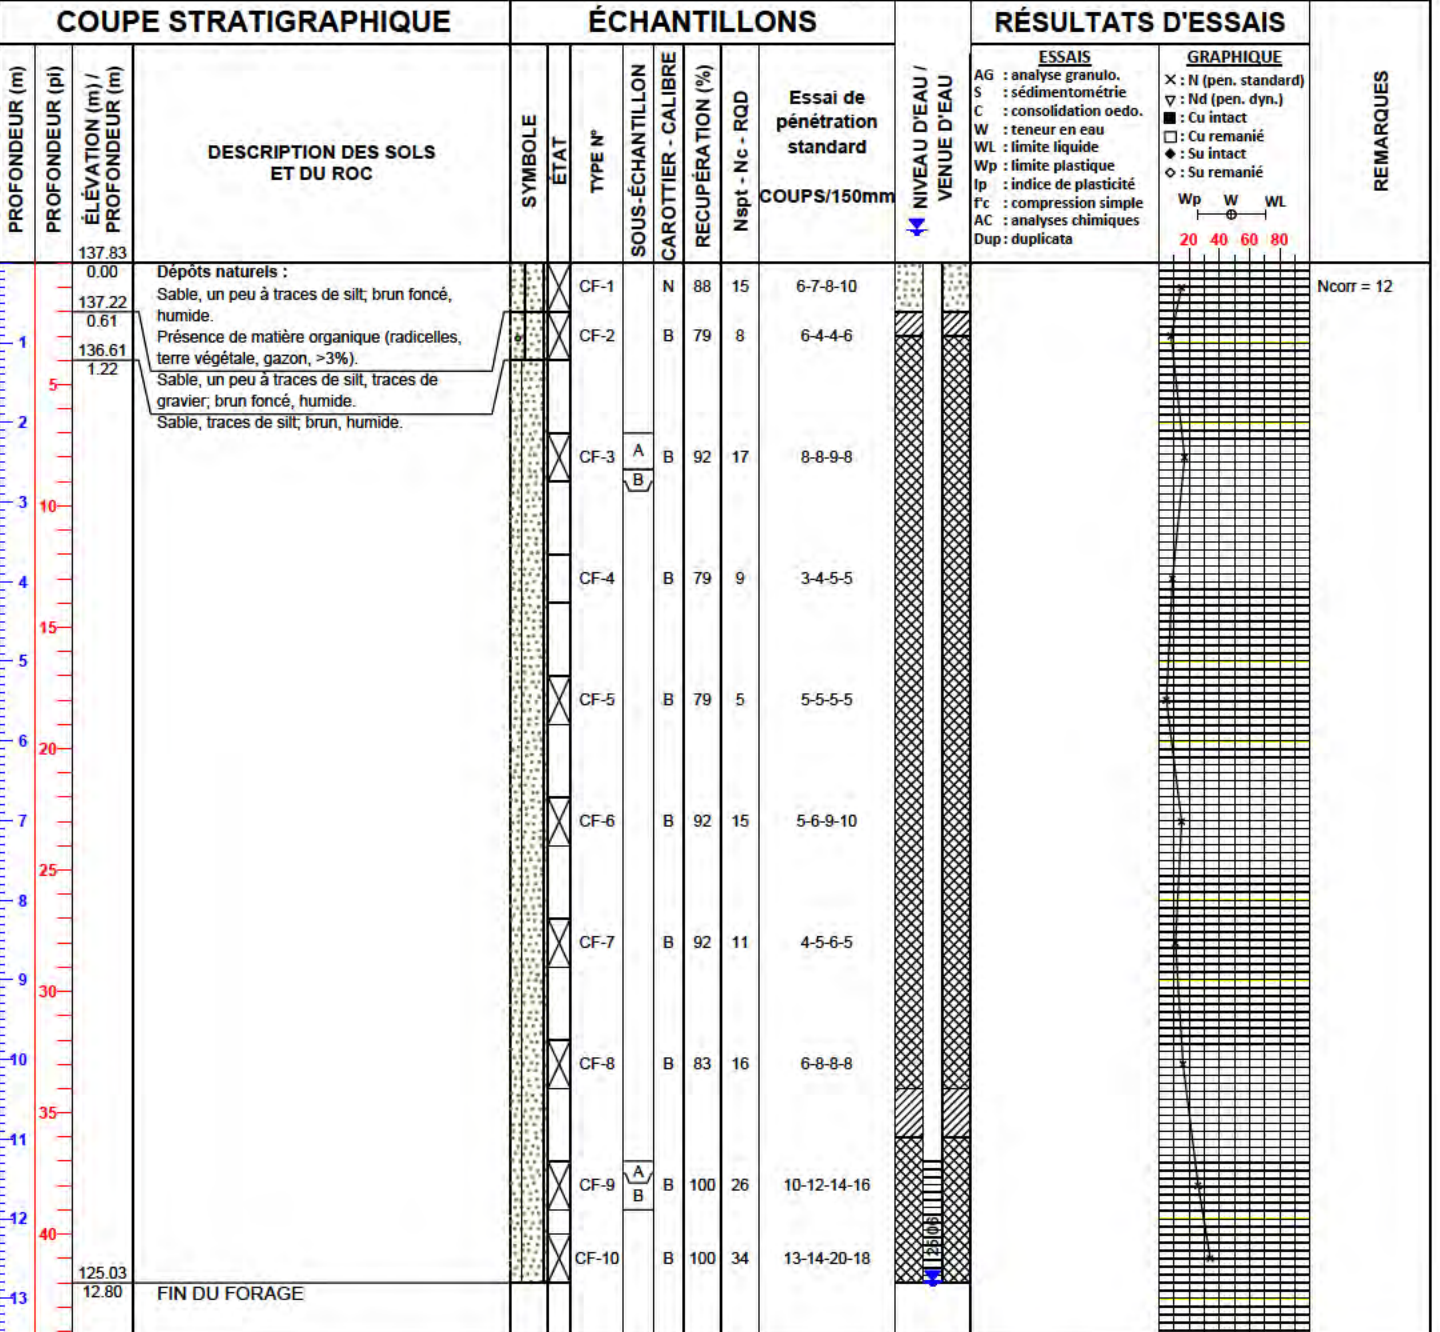 COUPE STRATIGRAPHIQUE
ÉCHANTILLONS
RÉSULTATS D'ESSAIS
PROFONDEUR (m)
PROFONDEUR (pi)
ÉLÉVATION (m) /
PROFONDEUR (m)
DESCRIPTION DES SOLS
ET DU ROC
SYMBOLE
ÉTAT
TYPE N°
SOUS-ÉCHANTILLON
CAROTTIER - CALIBRE
RECUPÉRATION (%)
Nspt - Nc - RQD
Essai de
pénétration
standard
COUPS/150mm
NIVEAU D'EAU /
VENUE D'EAU
ESSAIS
AG : analyse granulo.
S : sédimentométrie
C : consolidation oedo.
W : teneur en eau
WL : limite liquide
Wp : limite plastique
Ip : indice de plasticité
f'c : compression simple
AC : analyses chimiques
Dup : duplicata
GRAPHIQUE
× : N (pen. standard)
▽ : Nd (pen. dyn.)
■ : Cu intact
□ : Cu remanié
◆ : Su intact
◇ : Su remanié
Wp W WL
20 40 60 80
REMARQUES
137.83
0.00
Dépôts naturels :
Sable, un peu à traces de silt; brun foncé,
humide.
137.22
0.61
Présence de matière organique (radicelles,
terre végétale, gazon, >3%).
136.61
1.22
Sable, un peu à traces de silt, traces de
gravier; brun foncé, humide.
Sable, traces de silt; brun, humide.
CF-1 N 88 15 6-7-8-10 Ncorr = 12
CF-2 B 79 8 6-4-4-6
CF-3 A B B 92 17 8-8-9-8
CF-4 B 79 9 3-4-5-5
CF-5 B 79 5 5-5-5-5
CF-6 B 92 15 5-6-9-10
CF-7 B 92 11 4-5-6-5
CF-8 B 83 16 6-8-8-8
CF-9 A B B 100 26 10-12-14-16
CF-10 B 100 34 13-14-20-18
125.03
12.80
FIN DU FORAGE
1
2
3
4
5
6
7
8
9
10
11
12
13
5
10
15
20
25
30
35
40